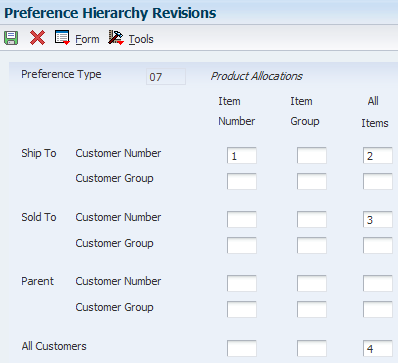 Preference Hierarchy Revisions
Form Tools
Preference Type 07 Product Allocations
Item Number Item Group All Items
Ship To Customer Number 1 2
Customer Group
Sold To Customer Number 3
Customer Group
Parent Customer Number
Customer Group
All Customers 4